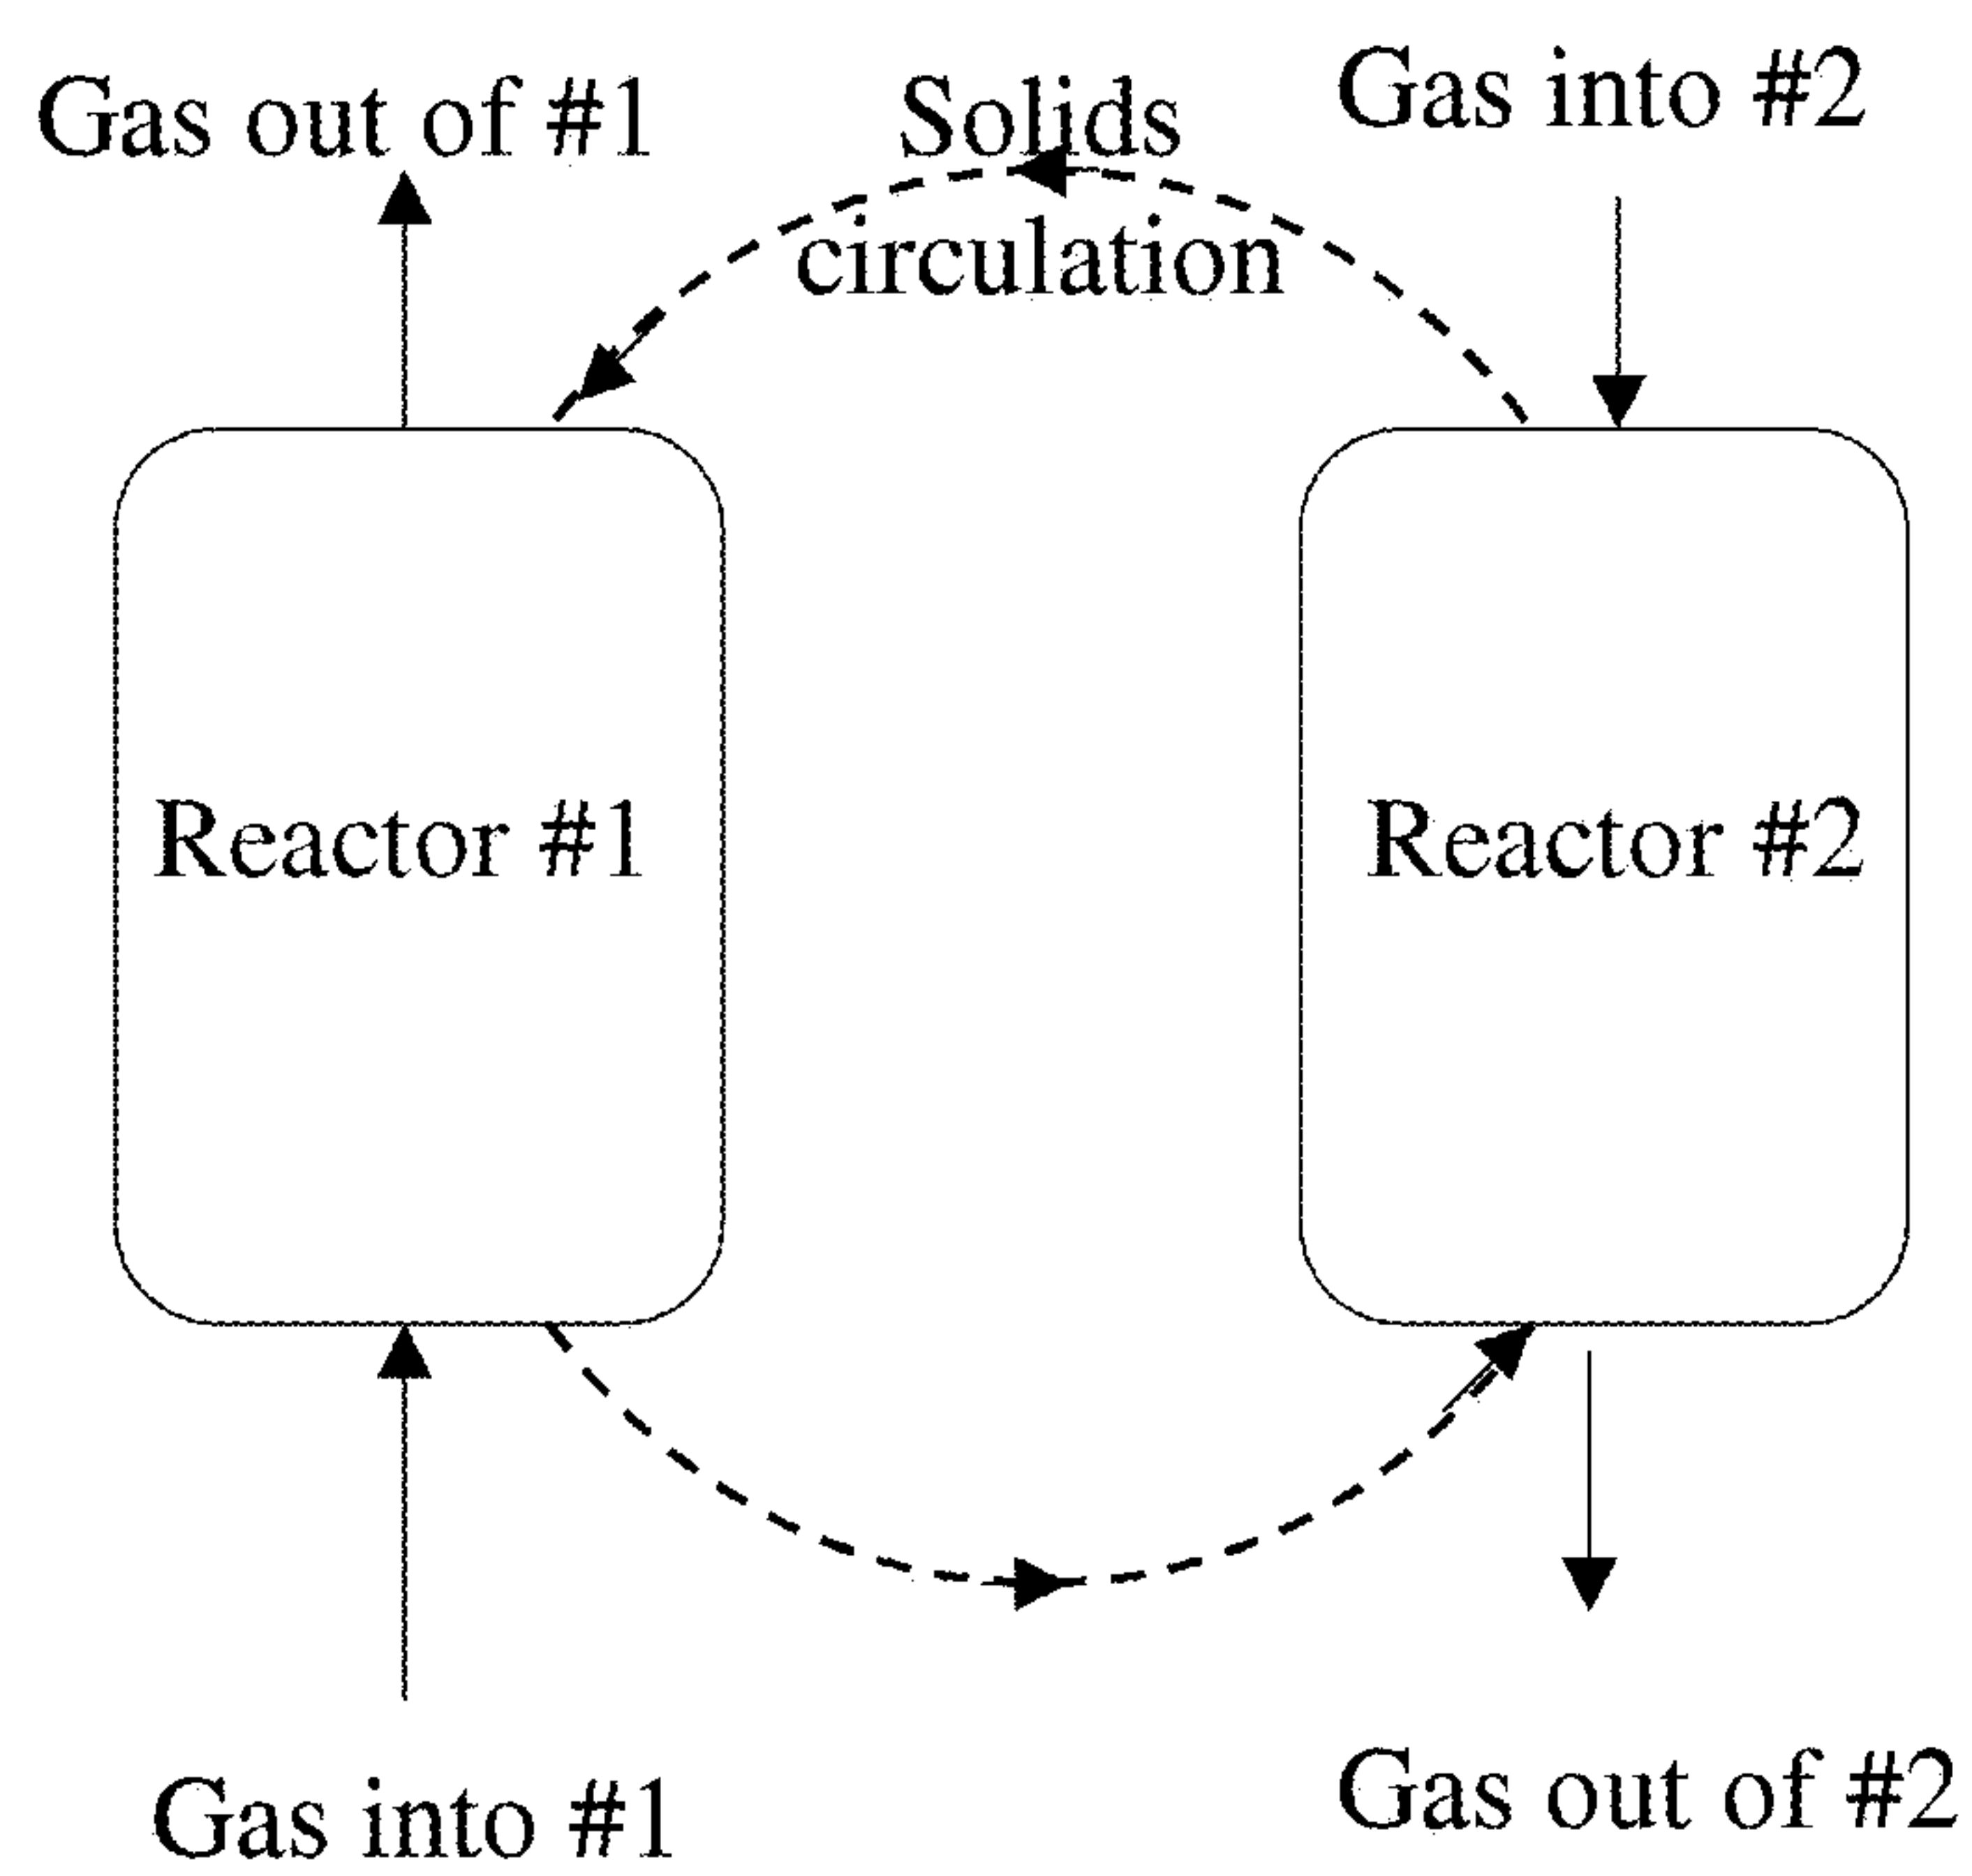 Gas out of #1
Solids
circulation
Gas into #2
Reactor #1
Reactor #2
Gas into #1
Gas out of #2